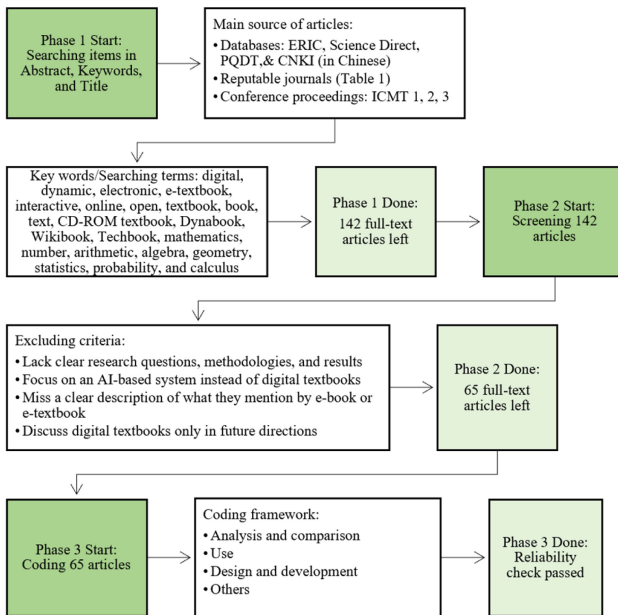 Phase 1 Start:
Searching items in
Abstract, Keywords,
and Title
Main source of articles:
• Databases: ERIC, Science Direct,
PQDT,& CNKI (in Chinese)
• Reputable journals (Table 1)
• Conference proceedings: ICMT 1, 2, 3
Key words/Searching terms: digital,
dynamic, electronic, e-textbook,
interactive, online, open, textbook, book,
text, CD-ROM textbook, Dynabook,
Wikibook, Techbook, mathematics,
number, arithmetic, algebra, geometry,
statistics, probability, and calculus
Phase 1 Done:
142 full-text
articles left
Phase 2 Start:
Screening 142
articles
Excluding criteria:
• Lack clear research questions, methodologies, and results
• Focus on an AI-based system instead of digital textbooks
• Miss a clear description of what they mention by e-book or
e-textbook
• Discuss digital textbooks only in future directions
Phase 2 Done:
65 full-text
articles left
Phase 3 Start:
Coding 65 articles
Coding framework:
• Analysis and comparison
• Use
• Design and development
• Others
Phase 3 Done:
Reliability
check passed